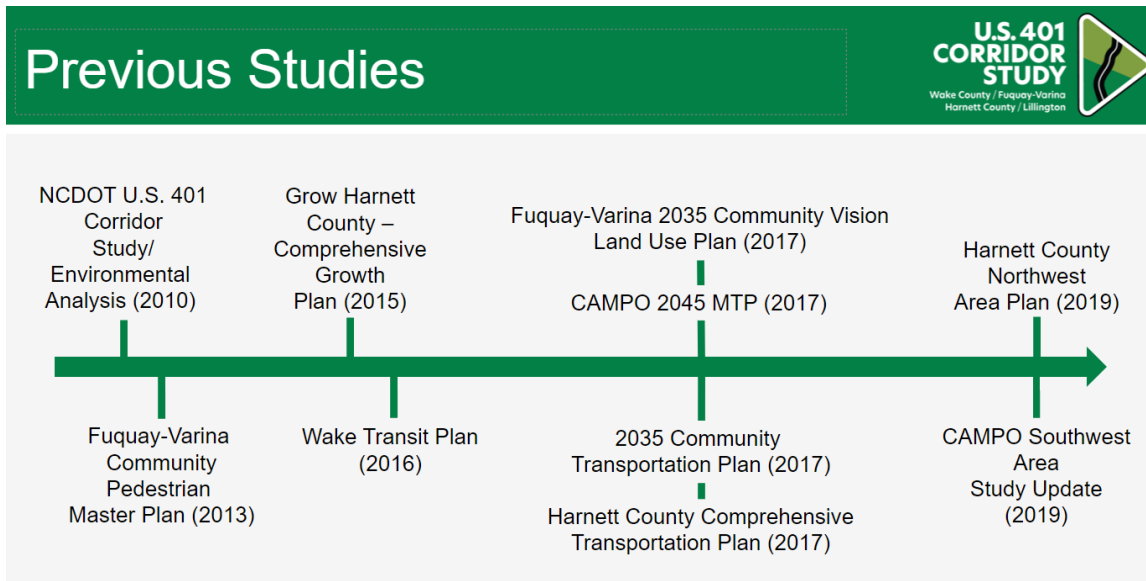 Previous Studies
U.S. 401
CORRIDOR
STUDY
Wake County / Fuquay-Varina
Harnett County / Lillington
NCDOT U.S. 401
Corridor
Study/
Environmental
Analysis (2010)
Grow Harnett
County –
Comprehensive
Growth
Plan (2015)
Fuquay-Varina 2035 Community Vision
Land Use Plan (2017)
CAMPO 2045 MTP (2017)
Harnett County
Northwest
Area Plan (2019)
Fuquay-Varina
Community
Pedestrian
Master Plan (2013)
Wake Transit Plan
(2016)
2035 Community
Transportation Plan (2017)
Harnett County Comprehensive
Transportation Plan (2017)
CAMPO Southwest
Area
Study Update
(2019)